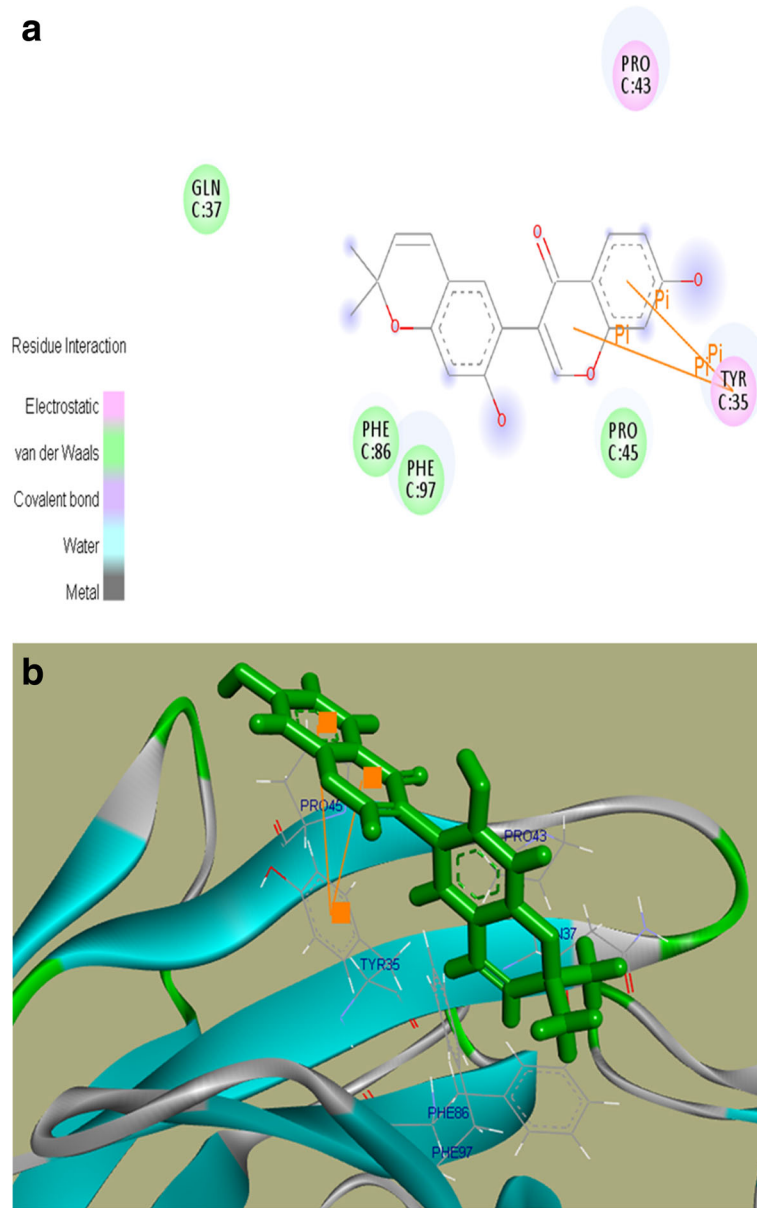 a
PRO
C:43
GLN
C:37
O
O
Pi
O
Pi
Pi
Pi
O
O
TYR
C:35
Residue Interaction
Electrostatic
van der Waals
Covalent bond
Water
Metal
PHE
C:86
PHE
C:97
PRO
C:45
b
PRO45
PRO43
N37
TYR35
PHE86
PHE97